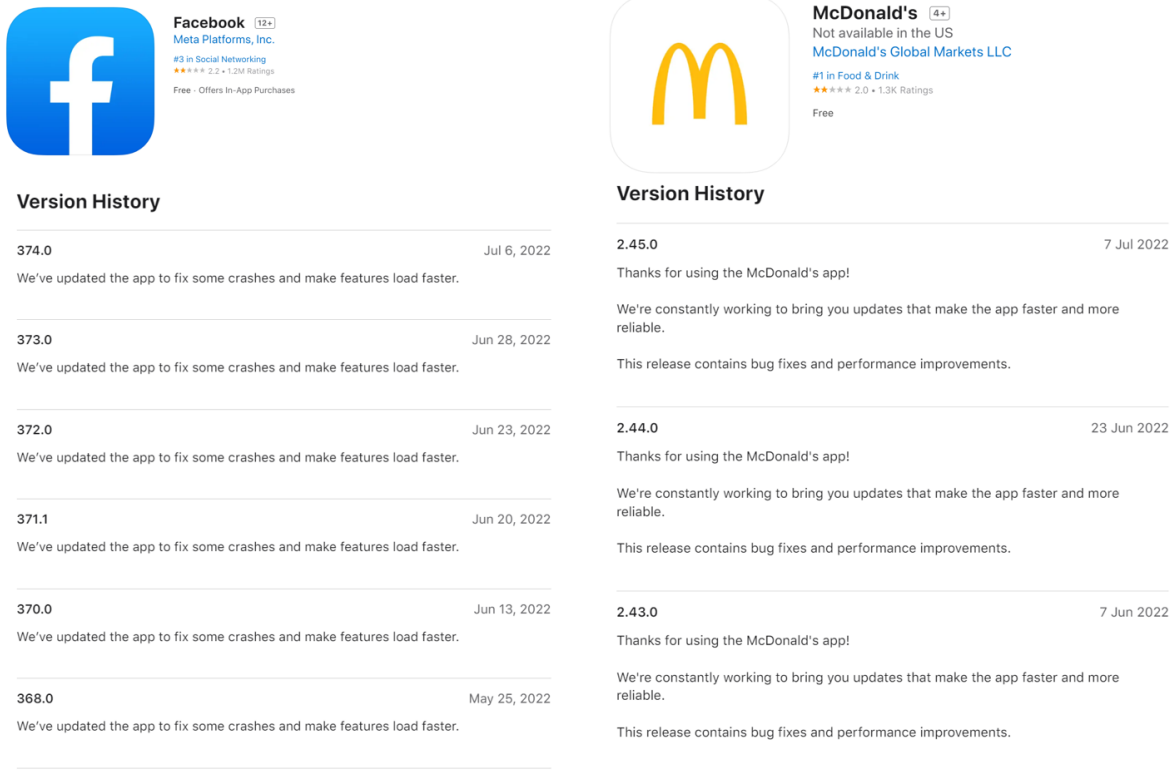 Facebook 12+
Meta Platforms, Inc.
#3 in Social Networking
★★★★★ 2.2 • 1.2M Ratings
Free · Offers In-App Purchases
Version History
374.0 Jul 6, 2022
We’ve updated the app to fix some crashes and make features load faster.
373.0 Jun 28, 2022
We’ve updated the app to fix some crashes and make features load faster.
372.0 Jun 23, 2022
We’ve updated the app to fix some crashes and make features load faster.
371.1 Jun 20, 2022
We’ve updated the app to fix some crashes and make features load faster.
370.0 Jun 13, 2022
We’ve updated the app to fix some crashes and make features load faster.
368.0 May 25, 2022
We’ve updated the app to fix some crashes and make features load faster.
McDonald's 4+
Not available in the US
McDonald's Global Markets LLC
#1 in Food & Drink
★★★★★ 2.0 • 1.3K Ratings
Free
Version History
2.45.0 7 Jul 2022
Thanks for using the McDonald's app!
We're constantly working to bring you updates that make the app faster and more
reliable.
This release contains bug fixes and performance improvements.
2.44.0 23 Jun 2022
Thanks for using the McDonald's app!
We're constantly working to bring you updates that make the app faster and more
reliable.
This release contains bug fixes and performance improvements.
2.43.0 7 Jun 2022
Thanks for using the McDonald's app!
We're constantly working to bring you updates that make the app faster and more
reliable.
This release contains bug fixes and performance improvements.